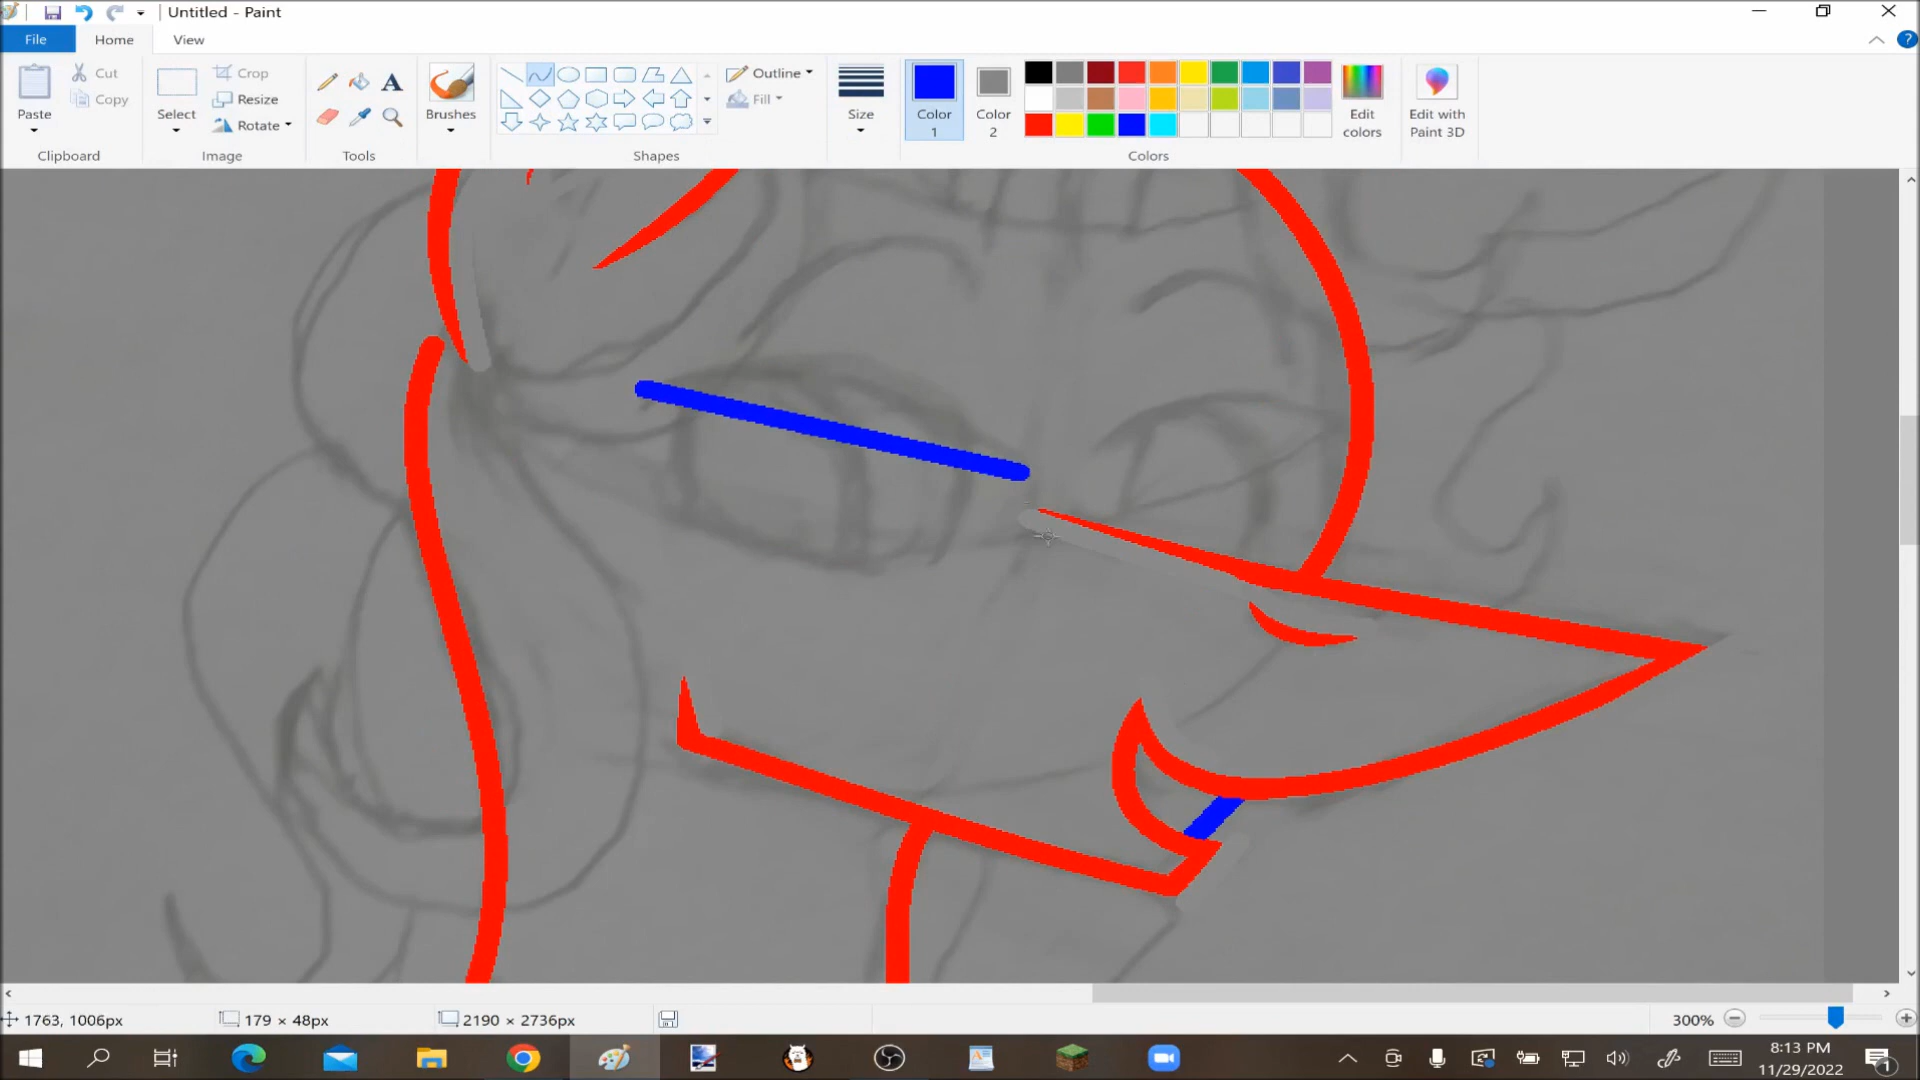 Untitled - Paint
File
Home
View
Paste
Cut
Copy
Clipboard
Select
Crop
Resize
Rotate
Image
A
Tools
Brushes
Shapes
Outline
Fill
Size
Color
1
Color
2
Colors
Edit
colors
Edit with
Paint 3D
?
1763, 1006px
179 × 48px
2190 × 2736px
300%
8:13 PM
11/29/2022
1